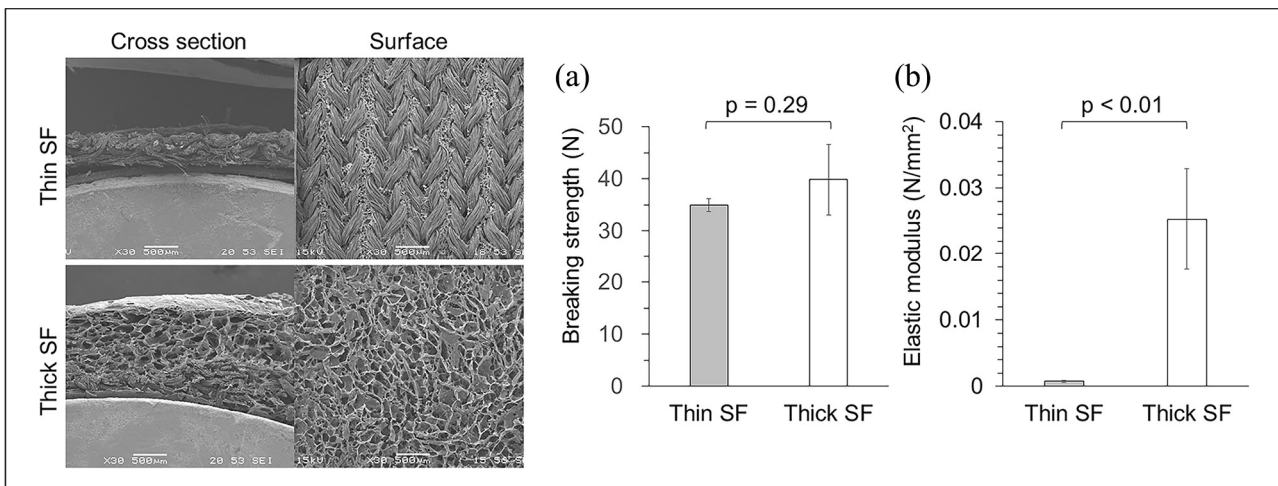 Cross section
Surface
Thin SF
X30 500µm 20 53 SEI
15kV X30 500µm
Thick SF
X30 500µm 20 53 SEI
15kV X30 500µm
(a)
p = 0.29
Breaking strength (N)
50
40
30
20
10
0
Thin SF
Thick SF
(b)
p < 0.01
Elastic modulus (N/mm²)
0.04
0.03
0.02
0.01
0
Thin SF
Thick SF